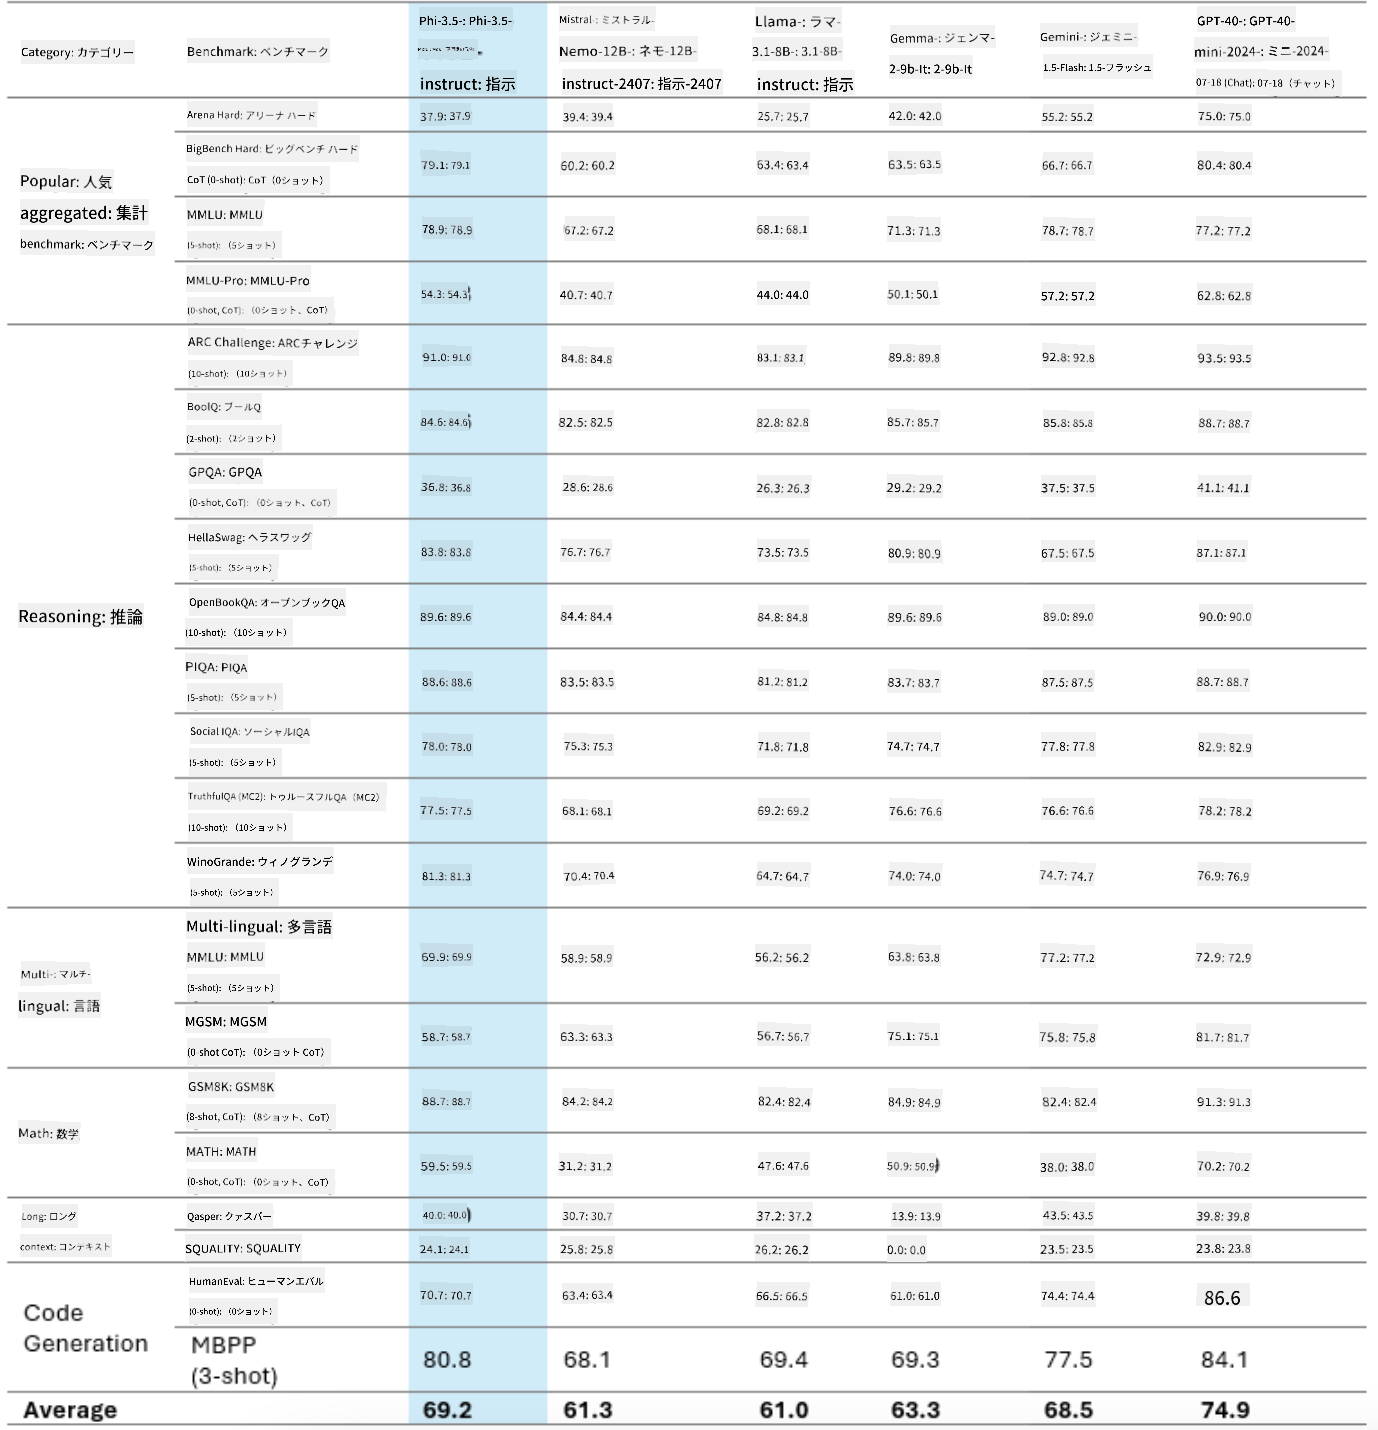 Category: カテゴリー
Benchmark: ベンチマーク
Phi-3.5-: Phi-3.5-
instruct: 指示
Mistral-: ミストラル-
Nemo-12B-: ネモ-12B-
instruct-2407: 指示-2407
Llama-: ラマ-
3.1-8B-: 3.1-8B-
instruct: 指示
Gemma-: ジェンマ-
2-9b-It: 2-9b-It
Gemini-: ジェミニ-
1.5-Flash: 1.5-フラッシュ
GPT-40-: GPT-40-
mini-2024-: ミニ-2024-
07-18 (Chat): 07-18（チャット）
Popular: 人気
aggregated: 集計
benchmark: ベンチマーク
Arena Hard: アリーナ ハード
37.9: 37.9 39.4: 39.4 25.7: 25.7 42.0: 42.0 55.2: 55.2 75.0: 75.0
BigBench Hard: ビッグベンチ ハード
CoT (0-shot): CoT（0ショット）
79.1: 79.1 60.2: 60.2 63.4: 63.4 63.5: 63.5 66.7: 66.7 80.4: 80.4
MMLU: MMLU
(5-shot): （5ショット）
78.9: 78.9 67.2: 67.2 68.1: 68.1 71.3: 71.3 78.7: 78.7 77.2: 77.2
MMLU-Pro: MMLU-Pro
(0-shot, CoT): （0ショット、CoT）
54.3: 54.3 40.7: 40.7 44.0: 44.0 50.1: 50.1 57.2: 57.2 62.8: 62.8
Reasoning: 推論
ARC Challenge: ARCチャレンジ
(10-shot): （10ショット）
91.0: 91.0 84.8: 84.8 83.1: 83.1 89.8: 89.8 92.8: 92.8 93.5: 93.5
BoolQ: ブールQ
(2-shot): （2ショット）
84.6: 84.6 82.5: 82.5 82.8: 82.8 85.7: 85.7 85.8: 85.8 88.7: 88.7
GPQA: GPQA
(0-shot, CoT): （0ショット、CoT）
36.8: 36.8 28.6: 28.6 26.3: 26.3 29.2: 29.2 37.5: 37.5 41.1: 41.1
HellaSwag: ヘラスワッグ
(5-shot): （5ショット）
83.8: 83.8 76.7: 76.7 73.5: 73.5 80.9: 80.9 67.5: 67.5 87.1: 87.1
OpenBookQA: オープンブックQA
(10-shot): （10ショット）
89.6: 89.6 84.4: 84.4 84.8: 84.8 89.6: 89.6 89.0: 89.0 90.0: 90.0
PIQA: PIQA
(5-shot): （5ショット）
88.6: 88.6 83.5: 83.5 81.2: 81.2 83.7: 83.7 87.5: 87.5 88.7: 88.7
Social IQA: ソーシャルIQA
(5-shot): （5ショット）
78.0: 78.0 75.3: 75.3 71.8: 71.8 74.7: 74.7 77.8: 77.8 82.9: 82.9
TruthfulQA (MC2): トゥルースフルQA（MC2）
(10-shot): （10ショット）
77.5: 77.5 68.1: 68.1 69.2: 69.2 76.6: 76.6 76.6: 76.6 78.2: 78.2
WinoGrande: ウィノグランデ
(5-shot): （5ショット）
81.3: 81.3 70.4: 70.4 64.7: 64.7 74.0: 74.0 74.7: 74.7 76.9: 76.9
Multi-: マルチ-
lingual: 言語
Multi-lingual: 多言語
MMLU: MMLU
(5-shot): （5ショット）
69.9: 69.9 58.9: 58.9 56.2: 56.2 63.8: 63.8 77.2: 77.2 72.9: 72.9
MGSM: MGSM
(0-shot CoT): （0ショット CoT）
58.7: 58.7 63.3: 63.3 56.7: 56.7 75.1: 75.1 75.8: 75.8 81.7: 81.7
Math: 数学
GSM8K: GSM8K
(8-shot, CoT): （8ショット、CoT）
88.7: 88.7 84.2: 84.2 82.4: 82.4 84.9: 84.9 82.4: 82.4 91.3: 91.3
MATH: MATH
(0-shot, CoT): （0ショット、CoT）
59.5: 59.5 31.2: 31.2 47.6: 47.6 50.9: 50.9 38.0: 38.0 70.2: 70.2
Long: ロング
context: コンテキスト
Qasper: クァスパー
40.0: 40.0 30.7: 30.7 37.2: 37.2 13.9: 13.9 43.5: 43.5 39.8: 39.8
SQUALITY: SQUALITY
24.1: 24.1 25.8: 25.8 26.2: 26.2 0.0: 0.0 23.5: 23.5 23.8: 23.8
Code
Generation
HumanEval: ヒューマンエバル
(0-shot): （0ショット）
70.7: 70.7 63.4: 63.4 66.5: 66.5 61.0: 61.0 74.4: 74.4 86.6
MBPP
(3-shot)
80.8 68.1 69.4 69.3 77.5 84.1
Average 69.2 61.3 61.0 63.3 68.5 74.9